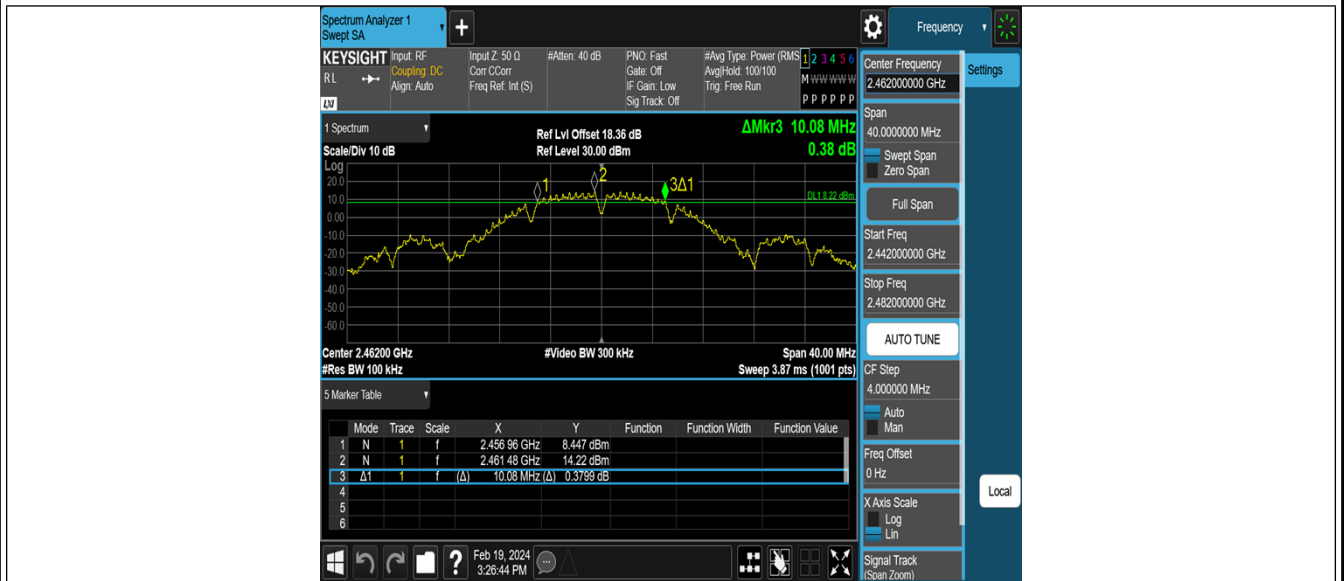 Spectrum Analyzer 1
Swept SA
Frequency
KEYSIGHT
RL
LXI
Input: RF
Coupling: DC
Align: Auto
Input Z: 50 Ω
Corr CCorr
Freq Ref: Int (S)
#Atten: 40 dB
PNO: Fast
Gate: Off
IF Gain: Low
Sig Track: Off
#Avg Type: Power (RMS
Avg|Hold: 100/100
Trig: Free Run
1 2 3 4 5 6
M W W W W W
P P P P P P
1 Spectrum
Scale/Div 10 dB
Ref Lvl Offset 18.36 dB
Ref Level 30.00 dBm
ΔMkr3 10.08 MHz
0.38 dB
Log
20.0
10.0
0.00
-10.0
-20.0
-30.0
-40.0
-50.0
-60.0
1
2
3Δ1
DL1 8.22 dBm
Center 2.46200 GHz
#Res BW 100 kHz
#Video BW 300 kHz
Span 40.00 MHz
Sweep 3.87 ms (1001 pts)
5 Marker Table
Mode Trace Scale X Y Function Function Width Function Value
1 N 1 f 2.456 96 GHz 8.447 dBm
2 N 1 f 2.461 48 GHz 14.22 dBm
3 Δ1 1 f (Δ) 10.08 MHz (Δ) 0.3799 dB
4
5
6
Feb 19, 2024
3:26:44 PM
Center Frequency
2.462000000 GHz
Settings
Span
40.0000000 MHz
Swept Span
Zero Span
Full Span
Start Freq
2.442000000 GHz
Stop Freq
2.482000000 GHz
AUTO TUNE
CF Step
4.000000 MHz
Auto
Man
Freq Offset
0 Hz
X Axis Scale
Log
Lin
Local
Signal Track
(Span Zoom)